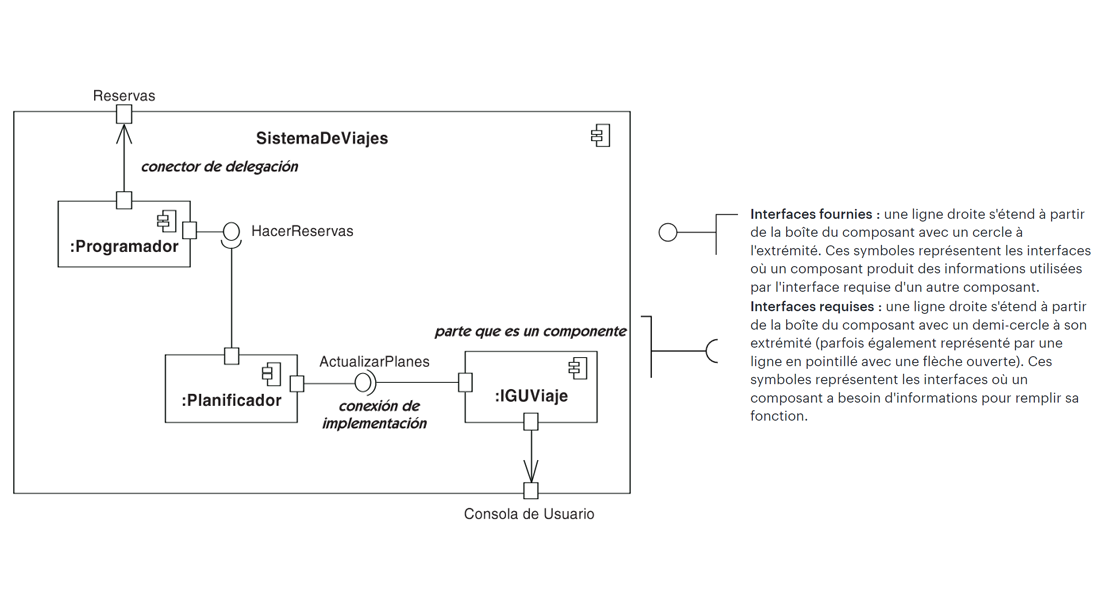 Reservas
SistemaDeViajes
conector de delegación
:Programador
HacerReservas
parte que es un componente
ActualizarPlanes
:Planificador
conexión de
implementación
:IGUViaje
Consola de Usuario
Interfaces fournies : une ligne droite s'étend à partir
de la boîte du composant avec un cercle à
l'extrémité. Ces symboles représentent les interfaces
où un composant produit des informations utilisées
par l'interface requise d'un autre composant.
Interfaces requises : une ligne droite s'étend à partir
de la boîte du composant avec un demi-cercle à son
extrémité (parfois également représenté par une
ligne en pointillé avec une flèche ouverte). Ces
symboles représentent les interfaces où un
composant a besoin d'informations pour remplir sa
fonction.